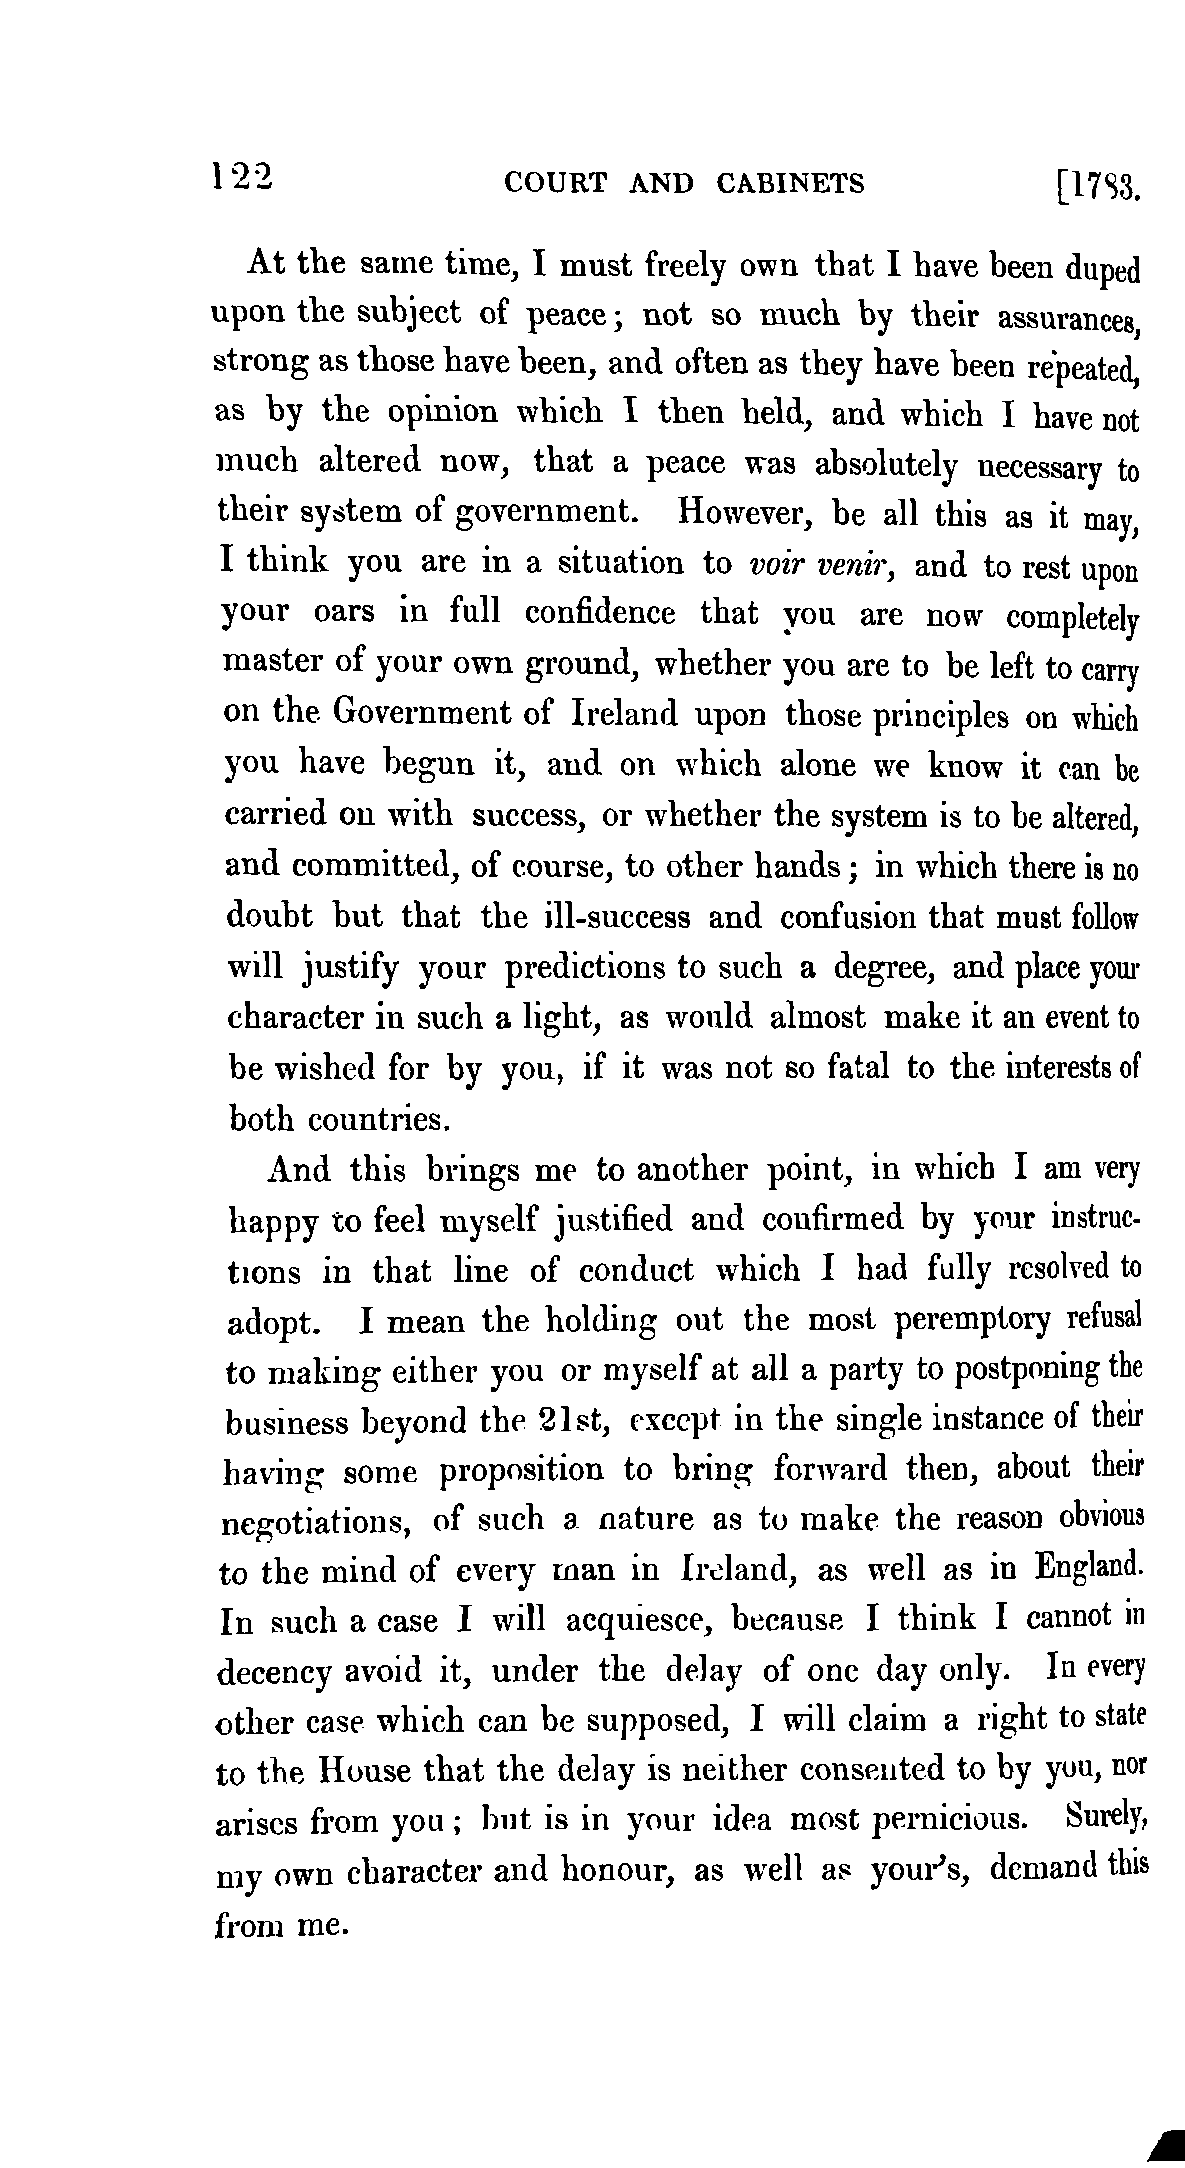 122 COURT AND CABINETS [1783.
At the same time, I must freely own that I have been duped
upon the subject of peace; not so much by their assurances,
strong as those have been, and often as they have been repeated,
as by the opinion which I then held, and which I have not
much altered now, that a peace was absolutely necessary to
their system of government. However, be all this as it may,
I think you are in a situation to voir venir, and to rest upon
your oars in full confidence that you are now completely
master of your own ground, whether you are to be left to carry
on the Government of Ireland upon those principles on which
you have begun it, and on which alone we know it can be
carried on with success, or whether the system is to be altered,
and committed, of course, to other hands; in which there is no
doubt but that the ill-success and confusion that must follow
will justify your predictions to such a degree, and place your
character in such a light, as would almost make it an event to
be wished for by you, if it was not so fatal to the interests of
both countries.
And this brings me to another point, in which I am very
happy to feel myself justified and confirmed by your instruc-
tions in that line of conduct which I had fully resolved to
adopt. I mean the holding out the most peremptory refusal
to making either you or myself at all a party to postponing the
business beyond the 21st, except in the single instance of their
having some proposition to bring forward then, about their
negotiations, of such a nature as to make the reason obvious
to the mind of every man in Ireland, as well as in England.
In such a case I will acquiesce, because I think I cannot in
decency avoid it, under the delay of one day only. In every
other case which can be supposed, I will claim a right to state
to the House that the delay is neither consented to by you, nor
arises from you; but is in your idea most pernicious. Surely,
my own character and honour, as well as your's, demand this
from me.